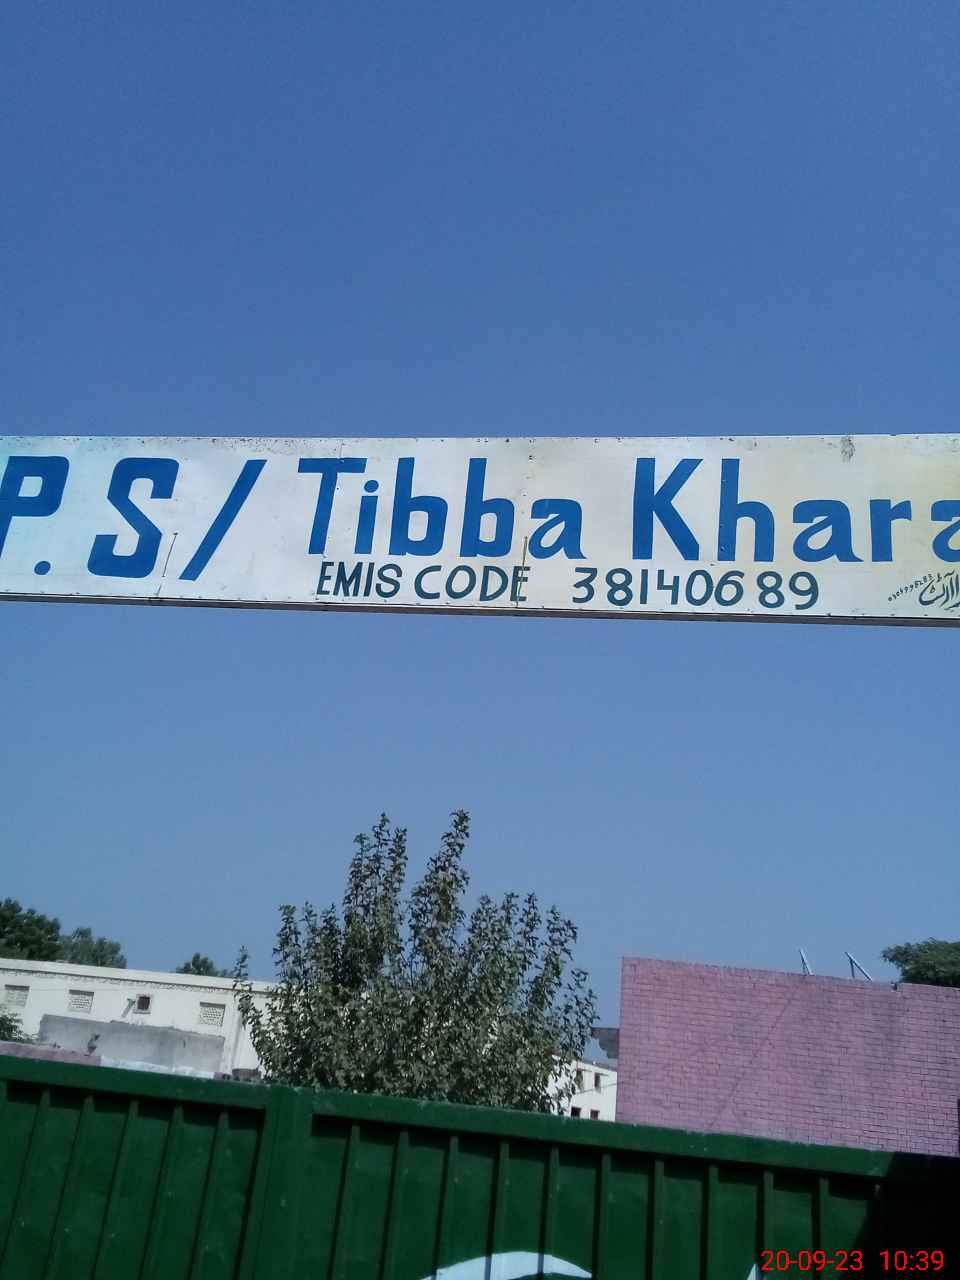 P.S/ Tibba Khara
EMIS CODE 38140689
20-09-23 10:39